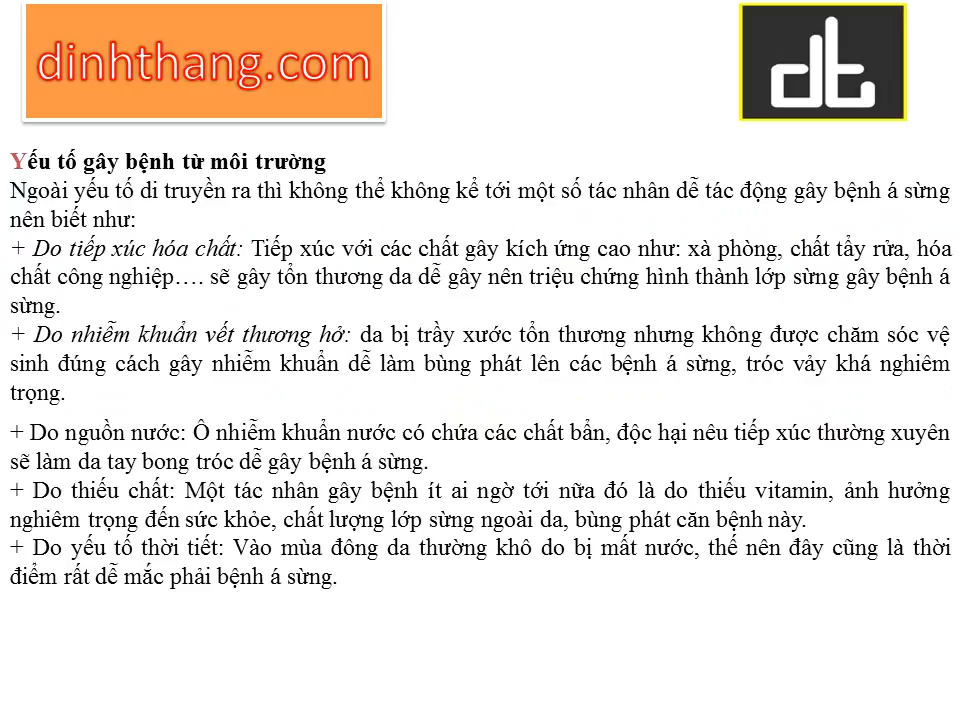 dinhthang.com
dt
Yếu tố gây bệnh từ môi trường
Ngoài yếu tố di truyền ra thì không thể không kể tới một số tác nhân dễ tác động gây bệnh á sừng
nên biết như:
+ Do tiếp xúc hóa chất: Tiếp xúc với các chất gây kích ứng cao như: xà phòng, chất tẩy rửa, hóa
chất công nghiệp…. sẽ gây tổn thương da dễ gây nên triệu chứng hình thành lớp sừng gây bệnh á
sừng.
+ Do nhiễm khuẩn vết thương hở: da bị trầy xước tổn thương nhưng không được chăm sóc vệ
sinh đúng cách gây nhiễm khuẩn dễ làm bùng phát lên các bệnh á sừng, tróc vảy khá nghiêm
trọng.
+ Do nguồn nước: Ô nhiễm khuẩn nước có chứa các chất bẩn, độc hại nêu tiếp xúc thường xuyên
sẽ làm da tay bong tróc dễ gây bệnh á sừng.
+ Do thiếu chất: Một tác nhân gây bệnh ít ai ngờ tới nữa đó là do thiếu vitamin, ảnh hưởng
nghiêm trọng đến sức khỏe, chất lượng lớp sừng ngoài da, bùng phát căn bệnh này.
+ Do yếu tố thời tiết: Vào mùa đông da thường khô do bị mất nước, thế nên đây cũng là thời
điểm rất dễ mắc phải bệnh á sừng.